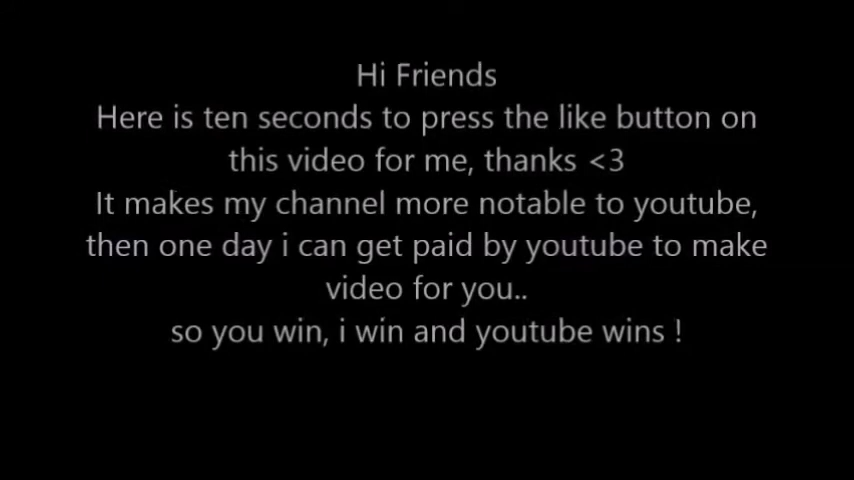 Hi Friends
Here is ten seconds to press the like button on
this video for me, thanks <3
It makes my channel more notable to youtube,
then one day i can get paid by youtube to make
video for you..
so you win, i win and youtube wins !